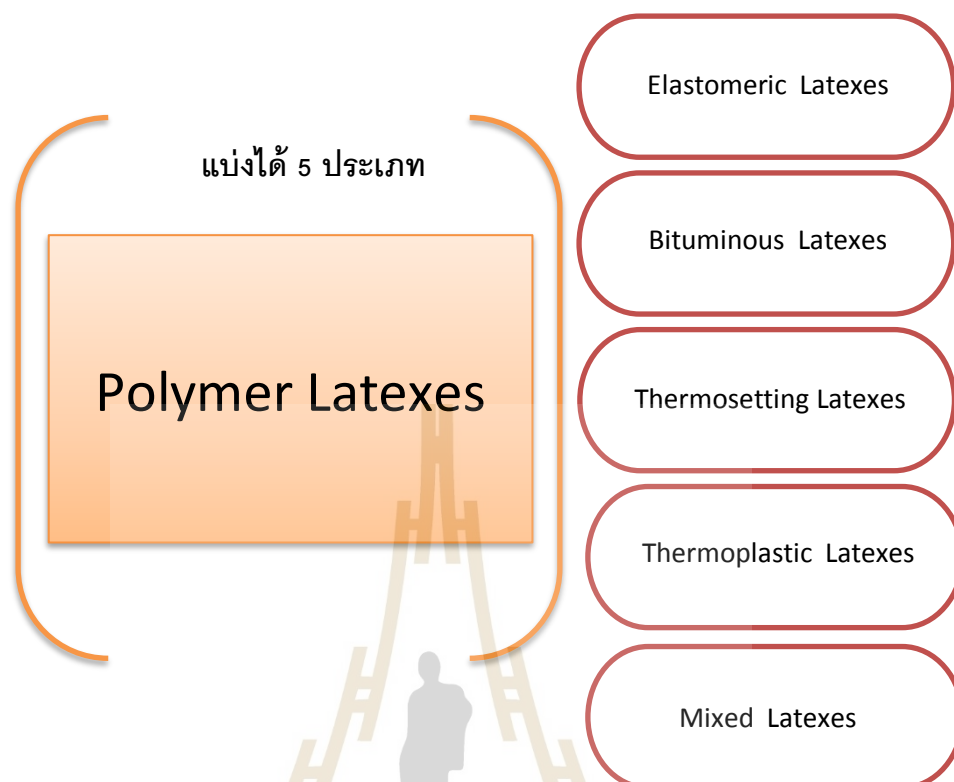 แบ่งได้ 5 ประเภท
Polymer Latexes
Elastomeric Latexes
Bituminous Latexes
Thermosetting Latexes
Thermoplastic Latexes
Mixed Latexes